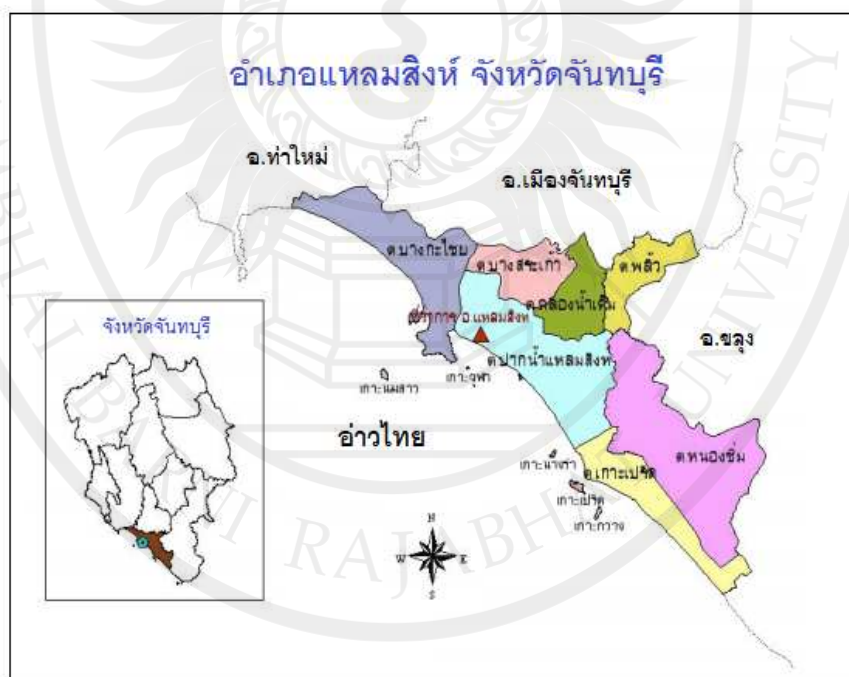 อำเภอแหลมสิงห์ จังหวัดจันทบุรี
อ.ท่าใหม่
อ.เมืองจันทบุรี
ต.บางกะไชย
ต.บางสระเก้า
ต.พลิ้ว
ต.คลองน้ำเค็ม
อ.แหลมสิงห์
อ.ขลุง
ต.ปากน้ำแหลมสิงห์
เกาะนมสาว
เกาะจุฬา
จังหวัดจันทบุรี
อ่าวไทย
ต.หนองชิ่ม
ต.เกาะเปริด
เกาะเปริด
เกาะกวาง
N
W E
S
RAJABHAT
UNIVERSITY